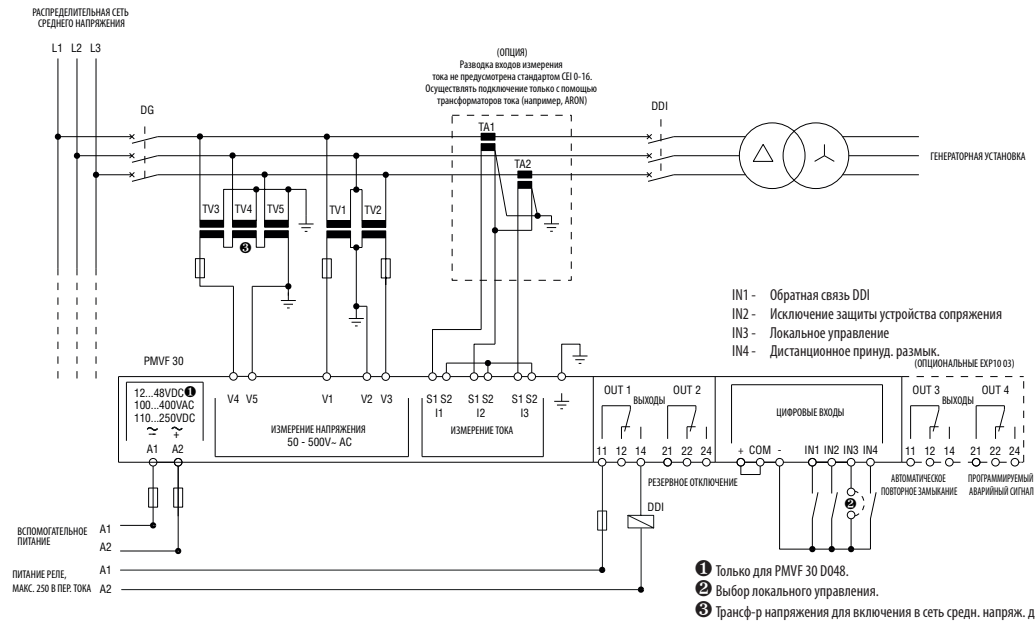 РАСПРЕДЕЛИТЕЛЬНАЯ СЕТЬ
СРЕДНЕГО НАПРЯЖЕНИЯ
L1 L2 L3
DG
(ОПЦИЯ)
Разводка входов измерения
тока не предусмотрена стандартом CEI 0-16.
Осуществлять подключение только с помощью
трансформаторов тока (например, ARON)
TA1
TA2
DDI
ГЕНЕРАТОРНАЯ УСТАНОВКА
TV3 TV4 TV5
TV1 TV2
❸
IN1 - Обратная связь DDI
IN2 - Исключение защиты устройства сопряжения
IN3 - Локальное управление
IN4 - Дистанционное принуд. размык.
(ОПЦИОНАЛЬНЫЕ EXP10 03)
PMVF 30
12...48VDC❶
100...400VAC
110...250VDC
~ ~
− +
A1 A2
V4 V5 V1 V2 V3
ИЗМЕРЕНИЕ НАПРЯЖЕНИЯ
50 - 500V~ AC
S1 S2 S1 S2 S1 S2
I1 I2 I3
ИЗМЕРЕНИЕ ТОКА
OUT 1 OUT 2
ВЫХОДЫ
11 12 14 21 22 24
РЕЗЕРВНОЕ ОТКЛЮЧЕНИЕ
ЦИФРОВЫЕ ВХОДЫ
+ COM - IN1 IN2 IN3 IN4
OUT 3 OUT 4
ВЫХОДЫ
11 12 14 21 22 24
АВТОМАТИЧЕСКОЕ
ПОВТОРНОЕ ЗАМЫКАНИЕ
ПРОГРАММИРУЕМЫЙ
АВАРИЙНЫЙ СИГНАЛ
DDI
❷
ВСПОМОГАТЕЛЬНОЕ
ПИТАНИЕ
A1
A2
ПИТАНИЕ РЕЛЕ,
МАКС. 250 В ПЕР. ТОКА
A1
A2
❶ Только для PMVF 30 D048.
❷ Выбор локального управления.
❸ Трансф-р напряжения для включения в сеть средн. напряж. д